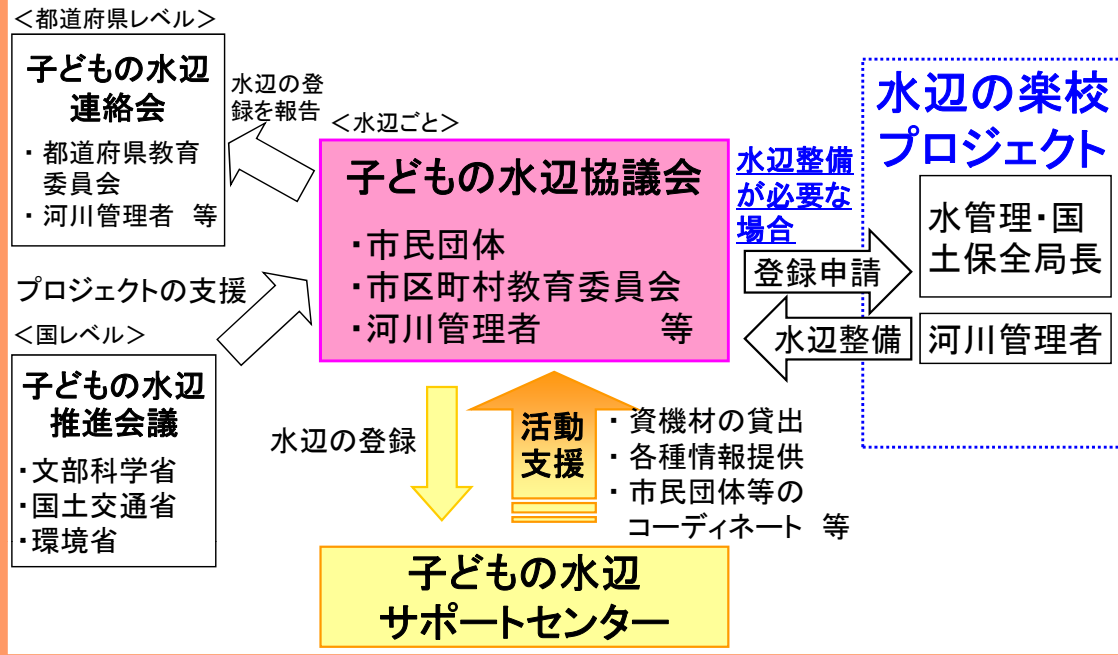 ＜都道府県レベル＞
子どもの水辺
連絡会
・都道府県教育
委員会
・河川管理者　等
水辺の登
録を報告
＜水辺ごと＞
子どもの水辺協議会
・市民団体
・市区町村教育委員会
・河川管理者　　　等
水辺整備
が必要な
場合
登録申請
水辺整備
水辺の楽校
プロジェクト
水管理・国
土保全局長
河川管理者
プロジェクトの支援
＜国レベル＞
子どもの水辺
推進会議
・文部科学省
・国土交通省
・環境省
水辺の登録
活動
支援
・資機材の貸出
・各種情報提供
・市民団体等の
コーディネート　等
子どもの水辺
サポートセンター